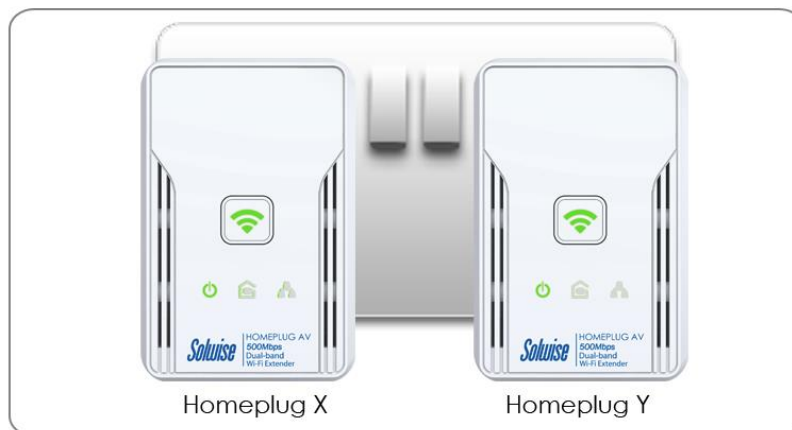 Solwise
HOMEPLUG AV
500Mbps
Dual-band
Wi-Fi Extender
Solwise
HOMEPLUG AV
500Mbps
Dual-band
Wi-Fi Extender
Homeplug X
Homeplug Y